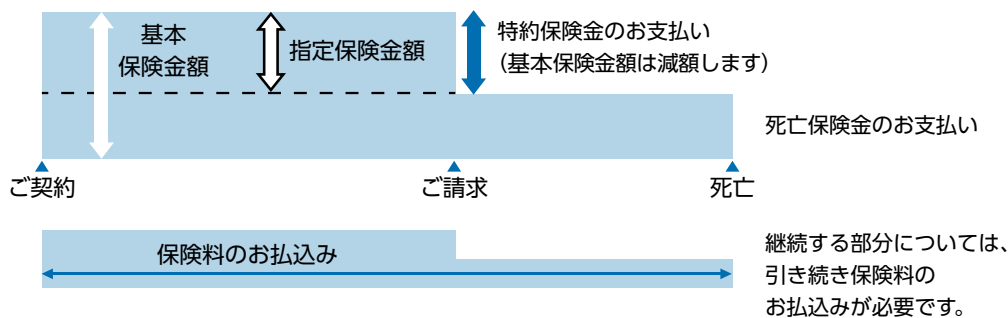 基本
保険金額
指定保険金額
特約保険金のお支払い
（基本保険金額は減額します）
死亡保険金のお支払い
ご契約
ご請求
死亡
保険料のお払込み
継続する部分については、
引き続き保険料の
お払込みが必要です。